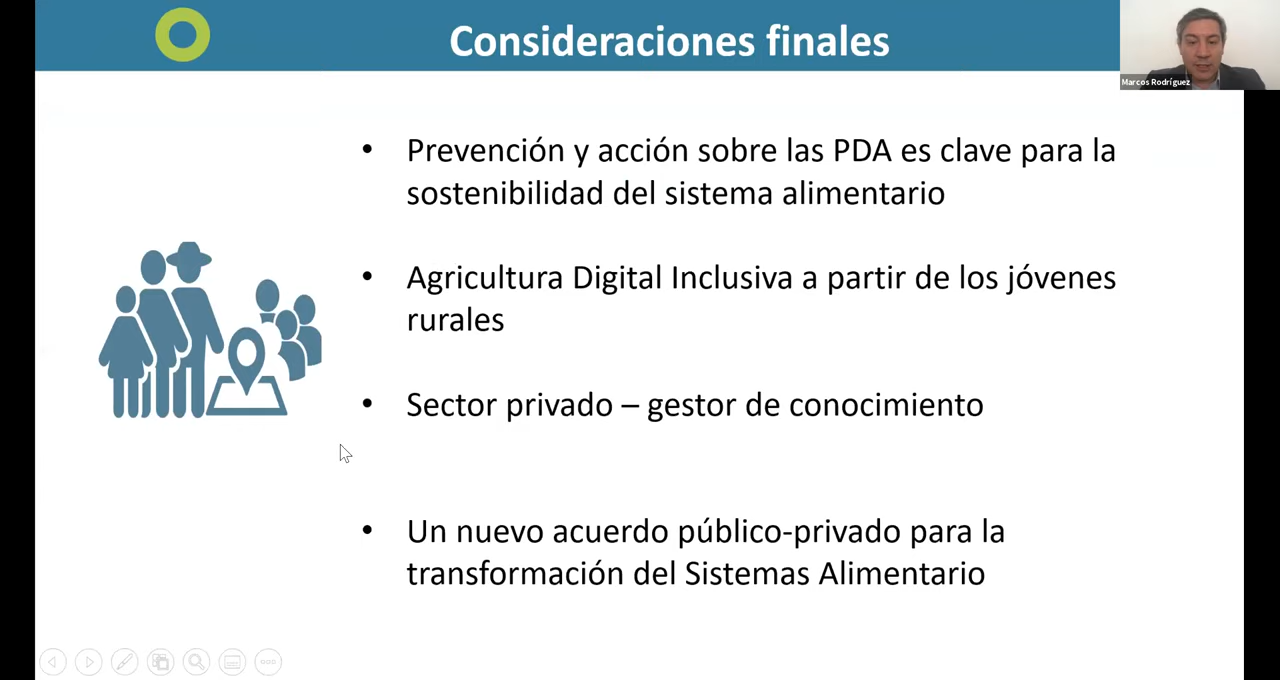 Consideraciones finales
Marcos Rodríguez
• Prevención y acción sobre las PDA es clave para la
sostenibilidad del sistema alimentario
• Agricultura Digital Inclusiva a partir de los jóvenes
rurales
• Sector privado – gestor de conocimiento
• Un nuevo acuerdo público-privado para la
transformación del Sistemas Alimentario